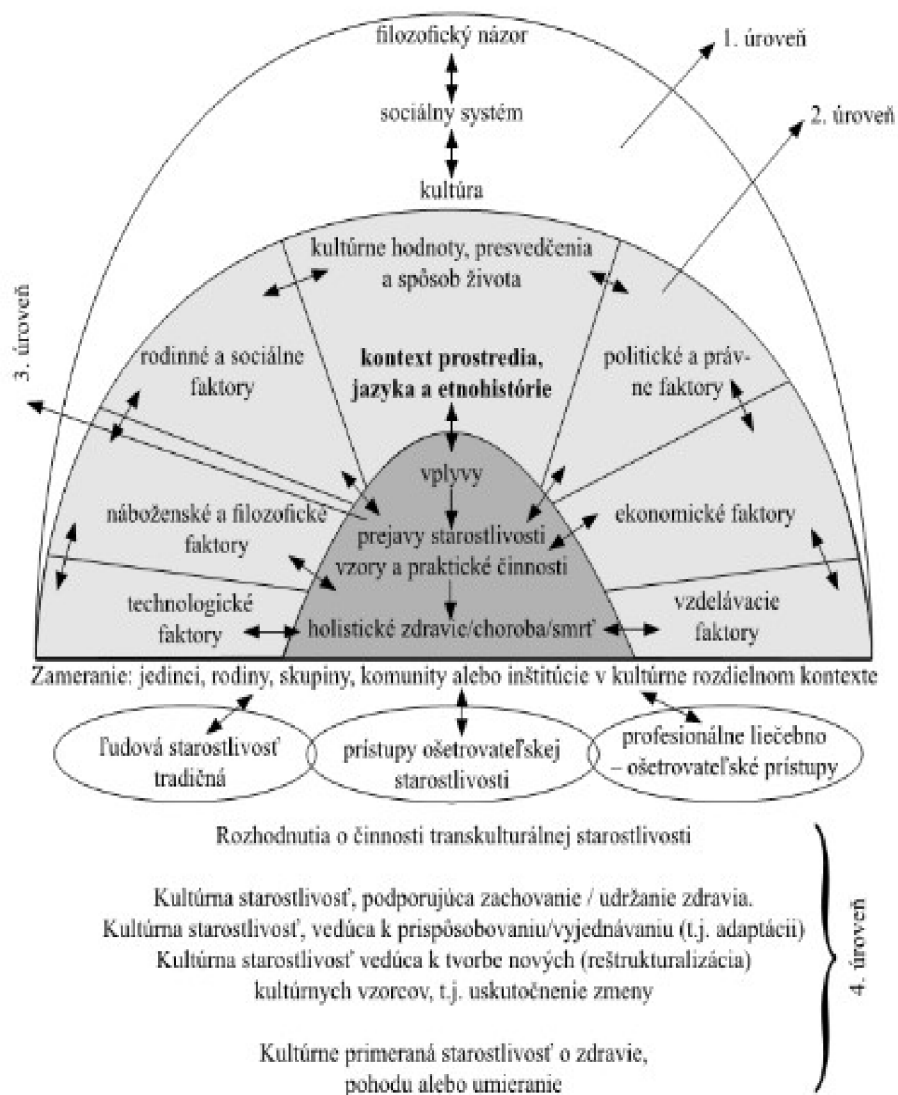 filozofický názor
1. úroveň
sociálny systém
2. úroveň
kultúra
kultúrne hodnoty, presvedčenia
a spôsob života
3. úroveň
rodinné a sociálne
faktory
kontext prostredia,
jazyka a etnohistórie
politické a práv-
ne faktory
vplyvy
náboženské a filozofické
faktory
prejavy starostlivosti
vzory a praktické činnosti
ekonomické faktory
technologické
faktory
holistické zdravie/choroba/smrť
vzdelávacie
faktory
Zameranie: jedinci, rodiny, skupiny, komunity alebo inštitúcie v kultúrne rozdielnom kontexte
ľudová starostlivosť
tradičná
prístupy ošetrovateľskej
starostlivosti
profesionálne liečebno
– ošetrovateľské prístupy
Rozhodnutia o činnosti transkulturálnej starostlivosti
Kultúrna starostlivosť, podporujúca zachovanie / udržanie zdravia.
Kultúrna starostlivosť, vedúca k prispôsobovaniu/vyjednávaniu (t.j. adaptácii)
Kultúrna starostlivosť vedúca k tvorbe nových (reštrukturalizácia)
kultúrnych vzorcov, t.j. uskutočnenie zmeny
4. úroveň
Kultúrne primeraná starostlivosť o zdravie,
pohodu alebo umieranie